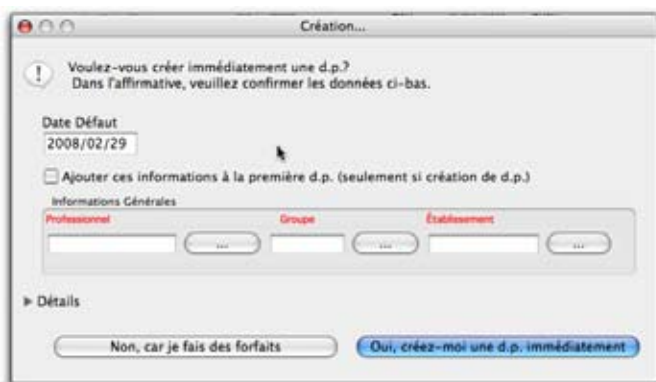 Création...
Voulez-vous créer immédiatement une d.p.?
Dans l'affirmative, veuillez confirmer les données ci-bas.
Date Défaut
2008/02/29
Ajouter ces informations à la première d.p. (seulement si création de d.p.)
Informations Générales
Professionnel Groupe Établissement
... ... ...
Détails
Non, car je fais des forfaits Oui, créez-moi une d.p. immédiatement